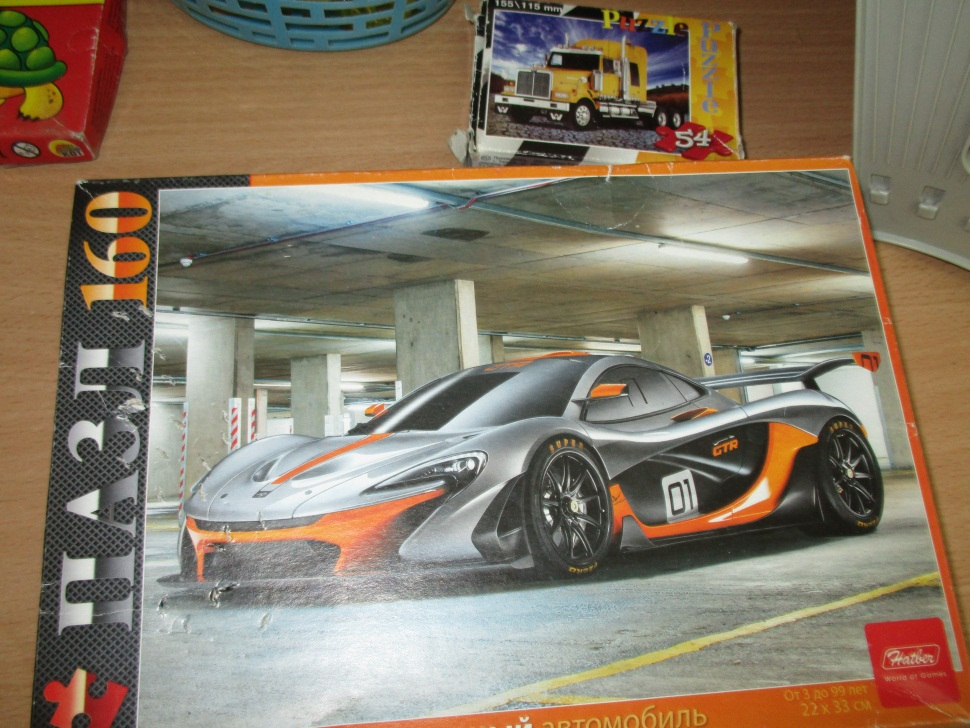 155\115 mm
Puzzle
Puzzle
54
ПАЗЛ 160
01
GTR
01
Hatber
World of Games
От 3 до 99 лет
22 х 33 см
автомобиль